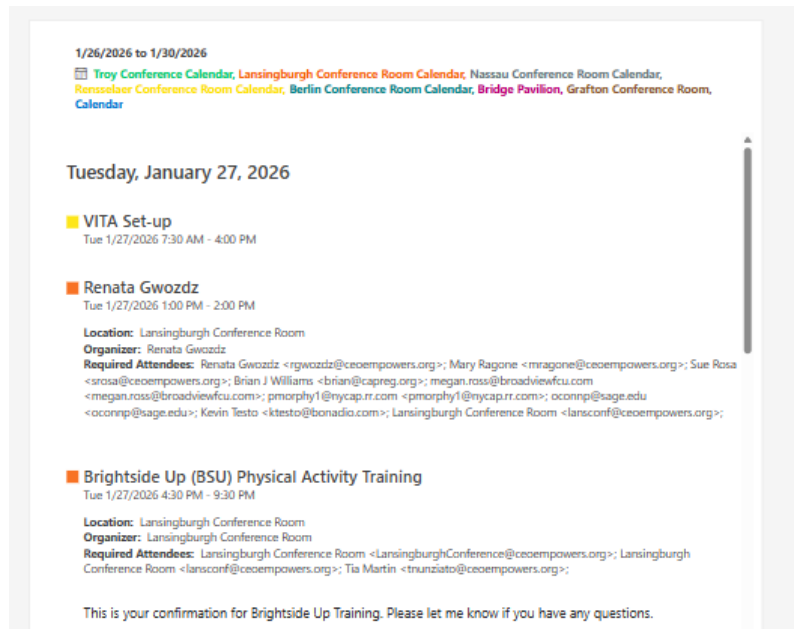 1/26/2026 to 1/30/2026
Troy Conference Calendar, Lansingburgh Conference Room Calendar, Nassau Conference Room Calendar,
Rensselaer Conference Room Calendar, Berlin Conference Room Calendar, Bridge Pavilion, Grafton Conference Room,
Calendar
Tuesday, January 27, 2026
VITA Set-up
Tue 1/27/2026 7:30 AM - 4:00 PM
Renata Gwozdz
Tue 1/27/2026 1:00 PM - 2:00 PM
Location: Lansingburgh Conference Room
Organizer: Renata Gwozdz
Required Attendees: Renata Gwozdz <rgwozdz@ceoempowers.org>; Mary Ragone <mragone@ceoempowers.org>; Sue Rosa
<srosa@ceoempowers.org>; Brian J Williams <brian@capreg.org>; megan.ross@broadviewfcu.com
<megan.ross@broadviewfcu.com>; pmorphy1@nycap.rr.com <pmorphy1@nycap.rr.com>; oconnp@sage.edu
<oconnp@sage.edu>; Kevin Testo <ktesto@bonadio.com>; Lansingburgh Conference Room <lansconf@ceoempowers.org>;
Brightside Up (BSU) Physical Activity Training
Tue 1/27/2026 4:30 PM - 9:30 PM
Location: Lansingburgh Conference Room
Organizer: Lansingburgh Conference Room
Required Attendees: Lansingburgh Conference Room <LansingburghConference@ceoempowers.org>; Lansingburgh
Conference Room <lansconf@ceoempowers.org>; Tia Martin <tnunziato@ceoempowers.org>;
This is your confirmation for Brightside Up Training. Please let me know if you have any questions.